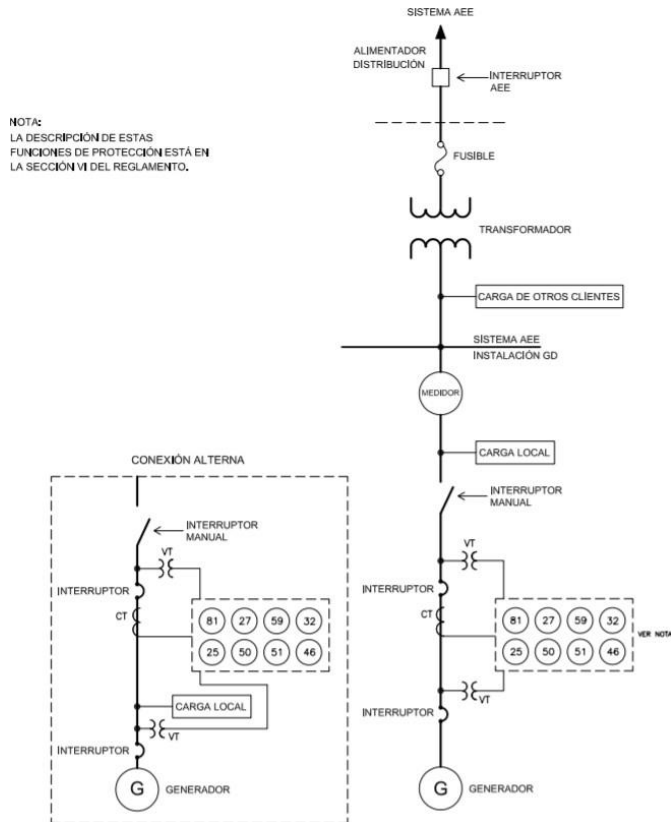 SISTEMA AEE
ALIMENTADOR
DISTRIBUCIÓN
INTERRUPTOR
AEE
NOTA:
LA DESCRIPCIÓN DE ESTAS
FUNCIONES DE PROTECCIÓN ESTÁ EN
LA SECCIÓN VI DEL REGLAMENTO.
FUSIBLE
TRANSFORMADOR
CARGA DE OTROS CLIENTES
SISTEMA AEE
INSTALACIÓN GD
MEDIDOR
CARGA LOCAL
INTERRUPTOR
MANUAL
VT
INTERRUPTOR
CT
81 27 59 32
25 50 51 46
VER NOTA
VT
INTERRUPTOR
G
GENERADOR
CONEXIÓN ALTERNA
INTERRUPTOR
MANUAL
VT
INTERRUPTOR
CT
81 27 59 32
25 50 51 46
CARGA LOCAL
VT
INTERRUPTOR
G
GENERADOR